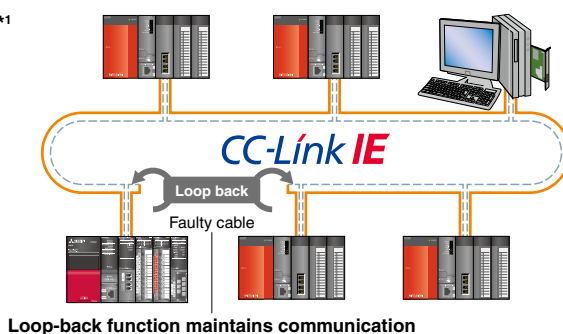 *1
CC-Link IE
Loop back
Faulty cable
Loop-back function maintains communication